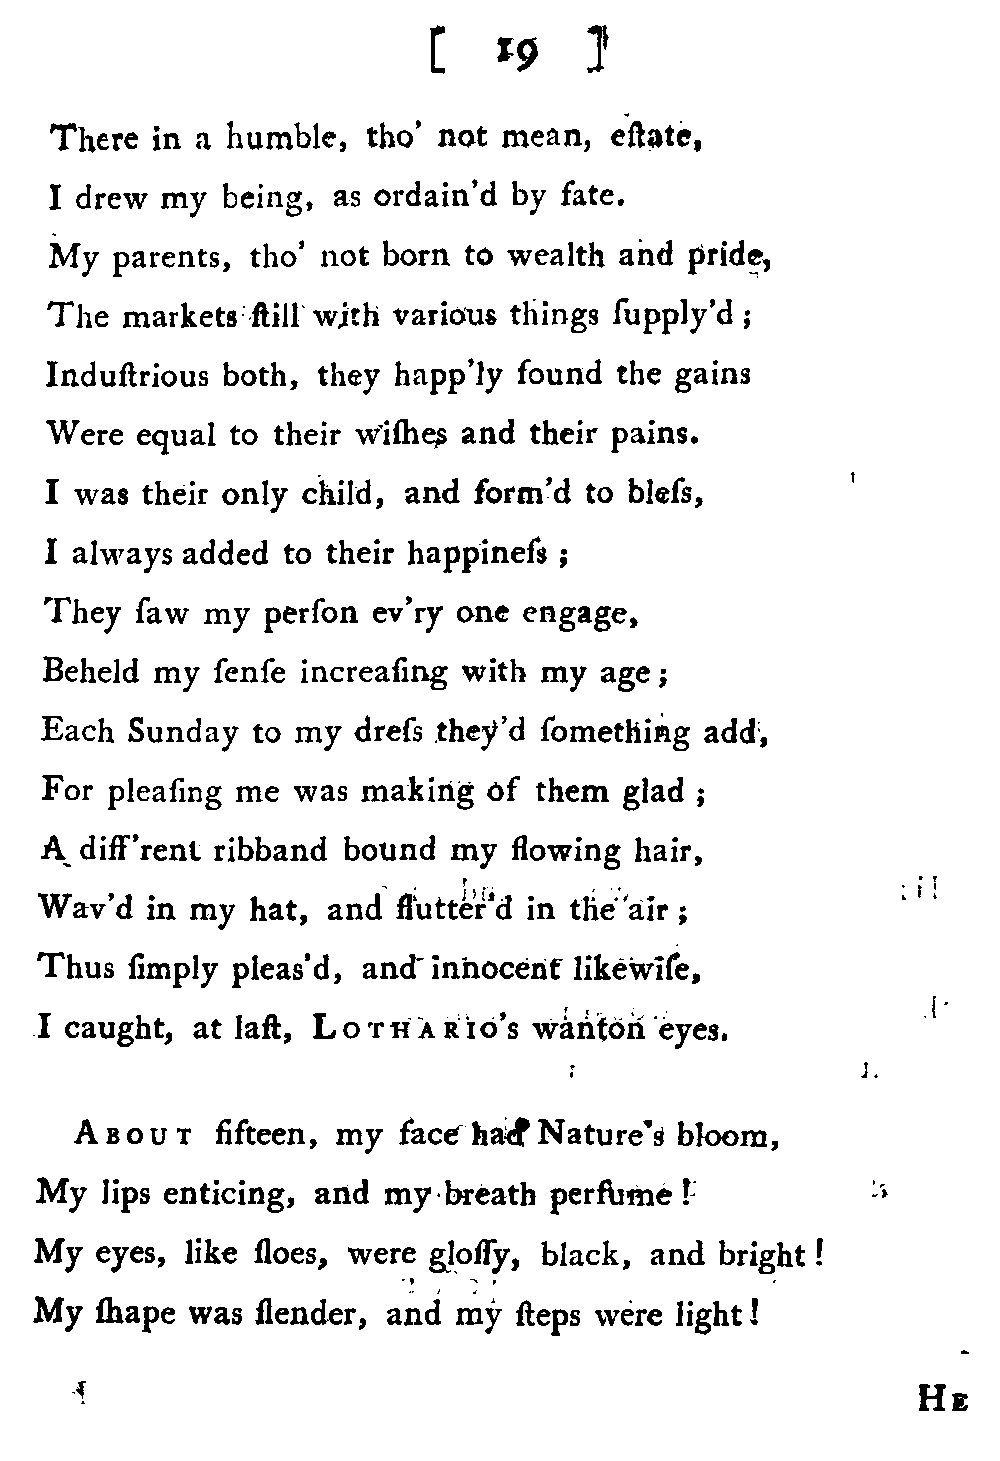 [ 19 ]
There in a humble, tho' not mean, eſtate,
I drew my being, as ordain'd by fate.
My parents, tho' not born to wealth and pride,
The markets ſtill with various things ſupply'd ;
Induſtrious both, they happ'ly found the gains
Were equal to their wiſhes and their pains.
I was their only child, and form'd to bleſs,
I always added to their happineſs ;
They ſaw my perſon ev'ry one engage,
Beheld my ſenſe increaſing with my age ;
Each Sunday to my dreſs they'd ſomething add,
For pleaſing me was making of them glad ;
A diff'rent ribband bound my flowing hair,
Wav'd in my hat, and flutter'd in the air ;
Thus ſimply pleas'd, and innocent likewiſe,
I caught, at laſt, LOTHARIO's wanton eyes.
ABOUT fifteen, my face had Nature's bloom,
My lips enticing, and my breath perfume !
My eyes, like ſloes, were gloſſy, black, and bright !
My ſhape was ſlender, and my ſteps were light !
HE